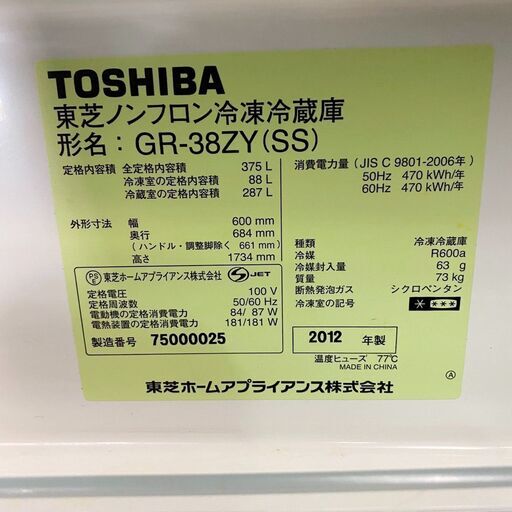 TOSHIBA
東芝ノンフロン冷凍冷蔵庫
形名：GR-38ZY(SS)
定格内容積 全定格内容積 375 L
冷凍室の定格内容積 88 L
冷蔵室の定格内容積 287 L
消費電力量（JIS C 9801-2006年）
50Hz 470 kWh/年
60Hz 470 kWh/年
外形寸法 幅 600 mm
奥行 684 mm
（ハンドル・調整脚除く 661 mm）
高さ 1734 mm
種類 冷凍冷蔵庫
冷媒 R600a
冷媒封入量 63 g
質量 73 kg
断熱発泡ガス シクロペンタン
冷凍室の記号 * ***
PS E 東芝ホームアプライアンス株式会社 JET
定格電圧 100 V
定格周波数 50/60 Hz
電動機の定格消費電力 84/ 87 W
電熱装置の定格消費電力 181/181 W
製造番号 75000025
2012 年製
温度ヒューズ 77℃
MADE IN CHINA
東芝ホームアプライアンス株式会社
A